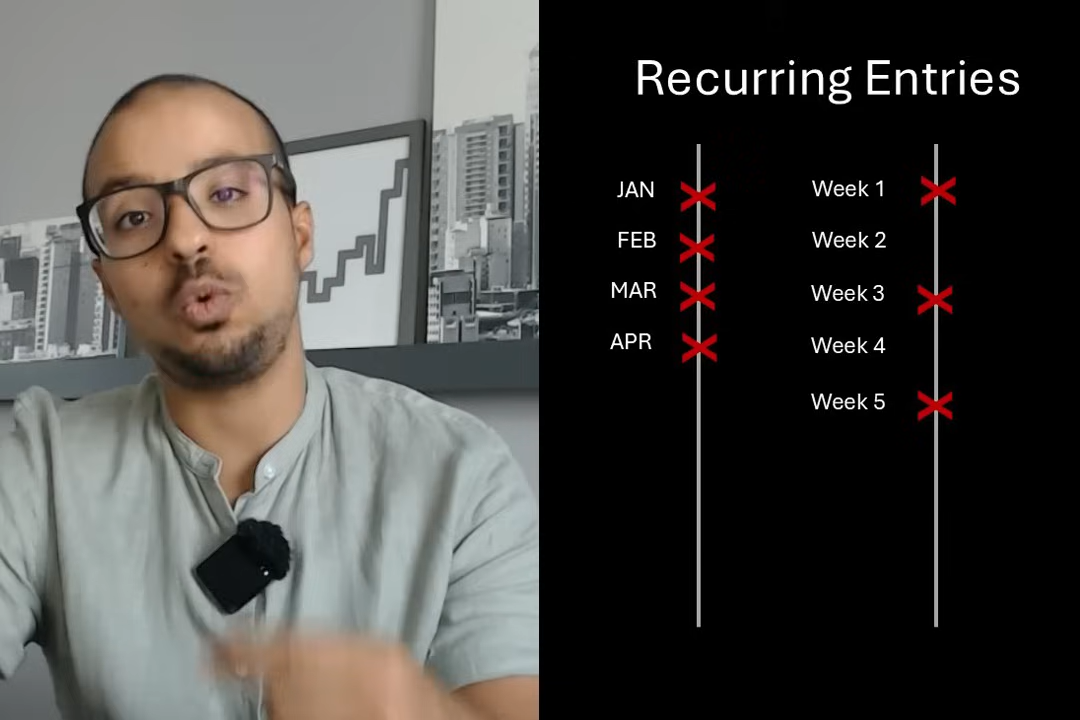 Recurring Entries
JAN
FEB
MAR
APR
Week 1
Week 2
Week 3
Week 4
Week 5